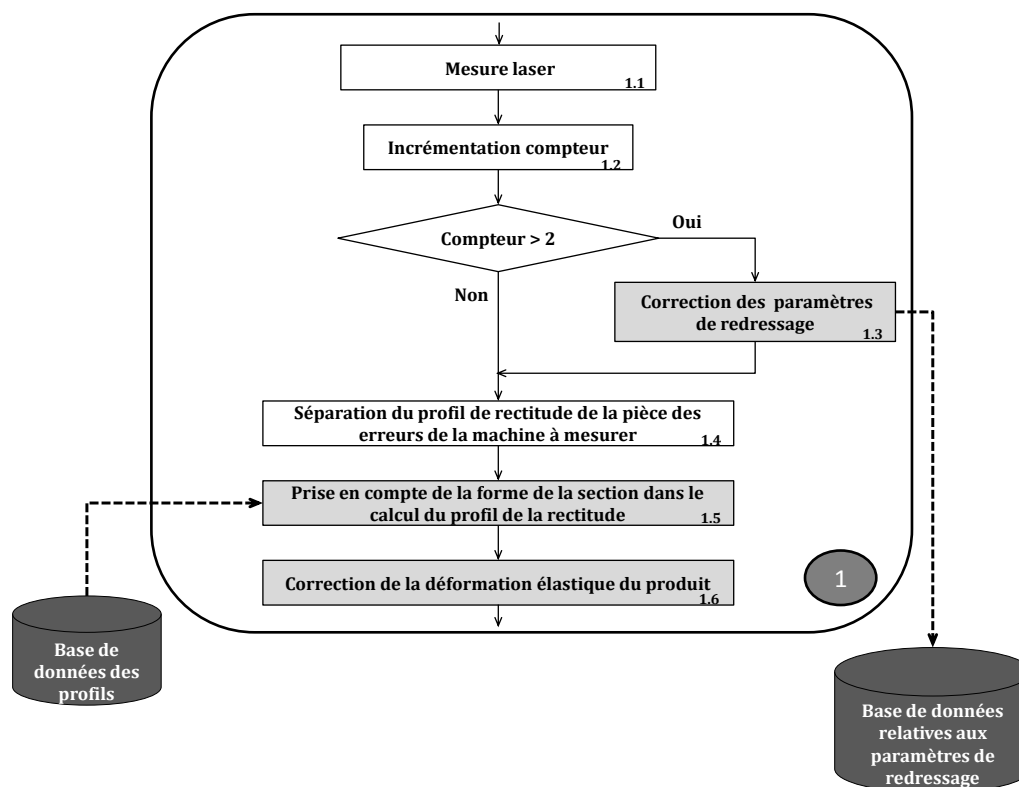 Mesure laser
1.1
Incrémentation compteur
1.2
Compteur > 2
Oui
Non
Correction des paramètres
de redressage
1.3
Séparation du profil de rectitude de la pièce des
erreurs de la machine à mesurer
1.4
Prise en compte de la forme de la section dans le
calcul du profil de la rectitude
1.5
Correction de la déformation élastique du produit
1.6
1
Base de
données des
profils
Base de données
relatives aux
paramètres de
redressage